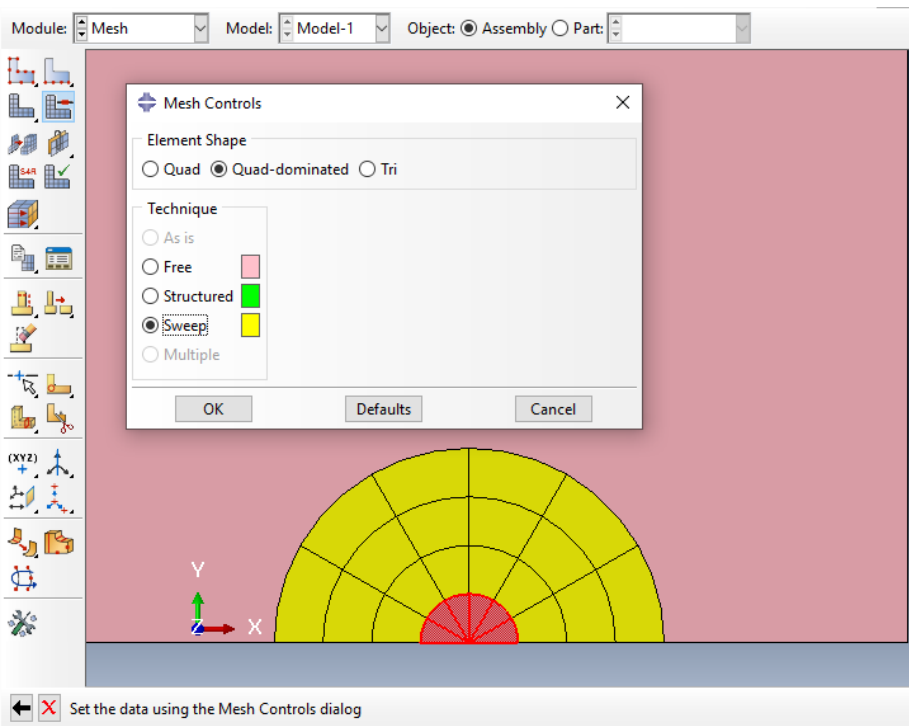 Module: Mesh Model: Model-1 Object: Assembly Part:
Mesh Controls
Element Shape
Quad Quad-dominated Tri
Technique
As is
Free
Structured
Sweep
Multiple
OK Defaults Cancel
S4R
(XYZ)
Y
Z X
Set the data using the Mesh Controls dialog